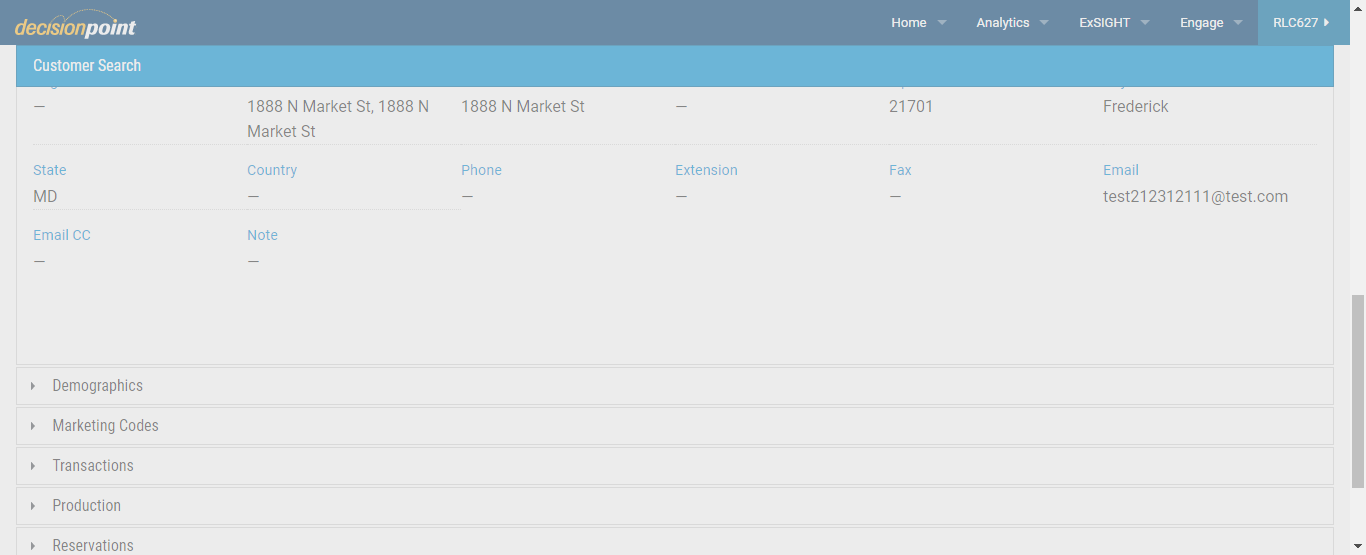 decisionpoint
Home Analytics ExSIGHT Engage RLC627
Customer Search
— 1888 N Market St, 1888 N 1888 N Market St — 21701 Frederick
Market St
State Country Phone Extension Fax Email
MD — — — — test212312111@test.com
Email CC Note
— —
Demographics
Marketing Codes
Transactions
Production
Reservations